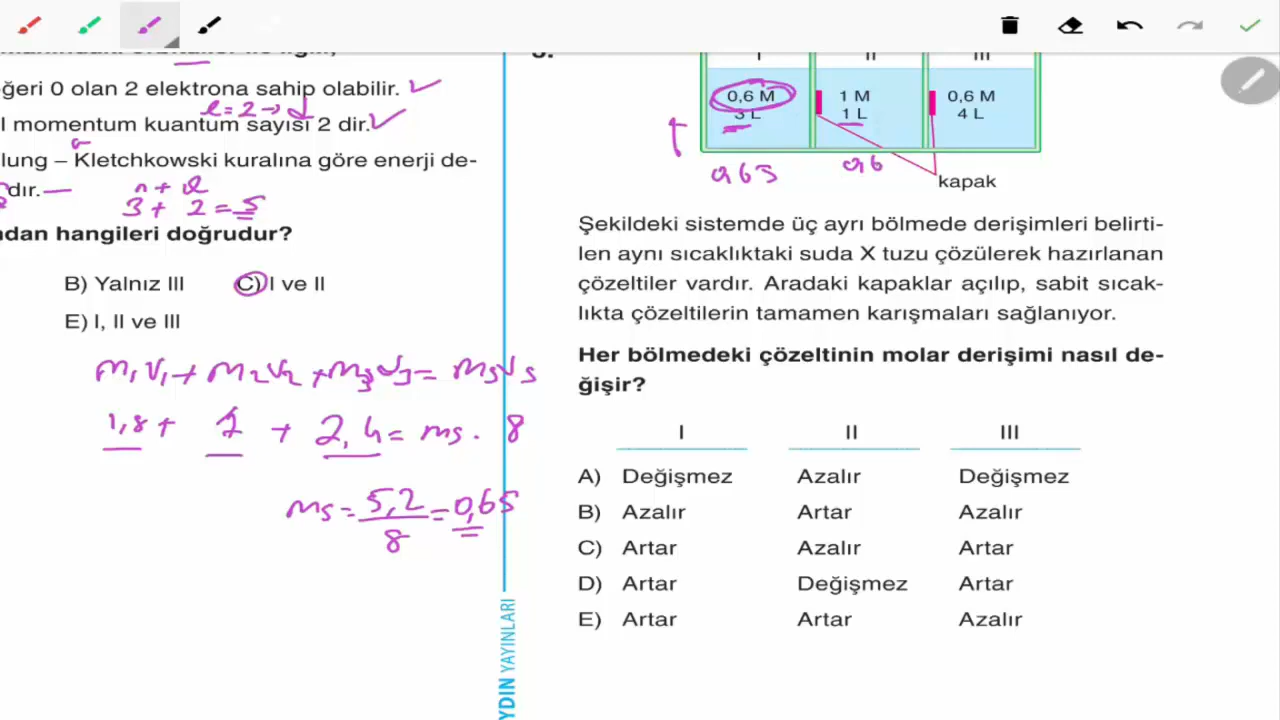 ğeri 0 olan 2 elektrona sahip olabilir.
l = 2 → d
l momentum kuantum sayısı 2 dir.
lung – Kletchkowski kuralına göre enerji de-
dır.
n + l
3 + 2 = 5
ndan hangileri doğrudur?
B) Yalnız III C) I ve II
E) I, II ve III
M₁V₁ + M₂V₂ + M₃V₃ = MsVs
1,8 + 1 + 2,4 = Ms . 8
Ms = 5,2 / 8 = 0,65
I II III
0,6 M 1 M 0,6 M
3 L 1 L 4 L
0,65 0,6
kapak
Şekildeki sistemde üç ayrı bölmede derişimleri belirti-
len aynı sıcaklıktaki suda X tuzu çözülerek hazırlanan
çözeltiler vardır. Aradaki kapaklar açılıp, sabit sıcak-
lıkta çözeltilerin tamamen karışmaları sağlanıyor.
Her bölmedeki çözeltinin molar derişimi nasıl de-
ğişir?
I II III
A) Değişmez Azalır Değişmez
B) Azalır Artar Azalır
C) Artar Azalır Artar
D) Artar Değişmez Artar
E) Artar Artar Azalır
YDIN YAYINLARI